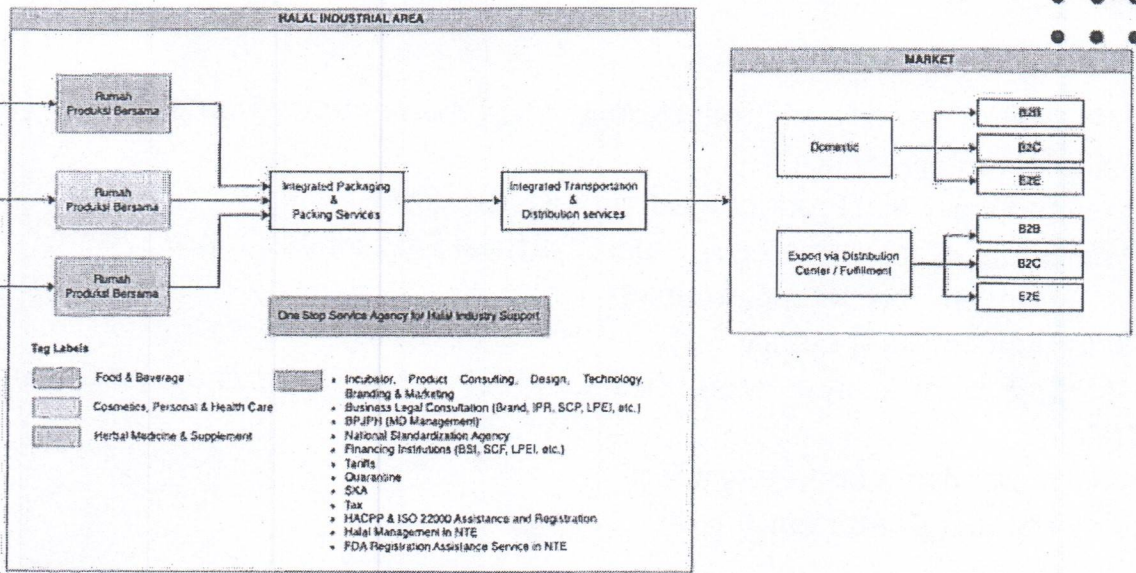 HALAL INDUSTRIAL AREA
Rumah
Produksi Bersama
Rumah
Produksi Bersama
Rumah
Produksi Bersama
Integrated Packaging
&
Packing Services
Integrated Transportation
&
Distribution services
One Stop Service Agency for Halal Industry Support
Tag Labels
Food & Beverage
Cosmetics, Personal & Health Care
Herbal Medicine & Supplement
• Incubator, Product Consulting, Design, Technology,
Branding & Marketing
• Business Legal Consultation (Brand, IPR, SCP, LPEI, etc.)
• BPJPH (MD Management)
• National Standardization Agency
• Financing Institutions (BSI, SCF, LPEI, etc.)
• Tariffs
• Quarantine
• SKA
• Tax
• HACPP & ISO 22000 Assistance and Registration
• Halal Management in NTE
• FDA Registration Assistance Service in NTE
MARKET
Domestic
B2B
B2C
E2E
Export via Distribution
Center / Fulfillment
B2B
B2C
E2E